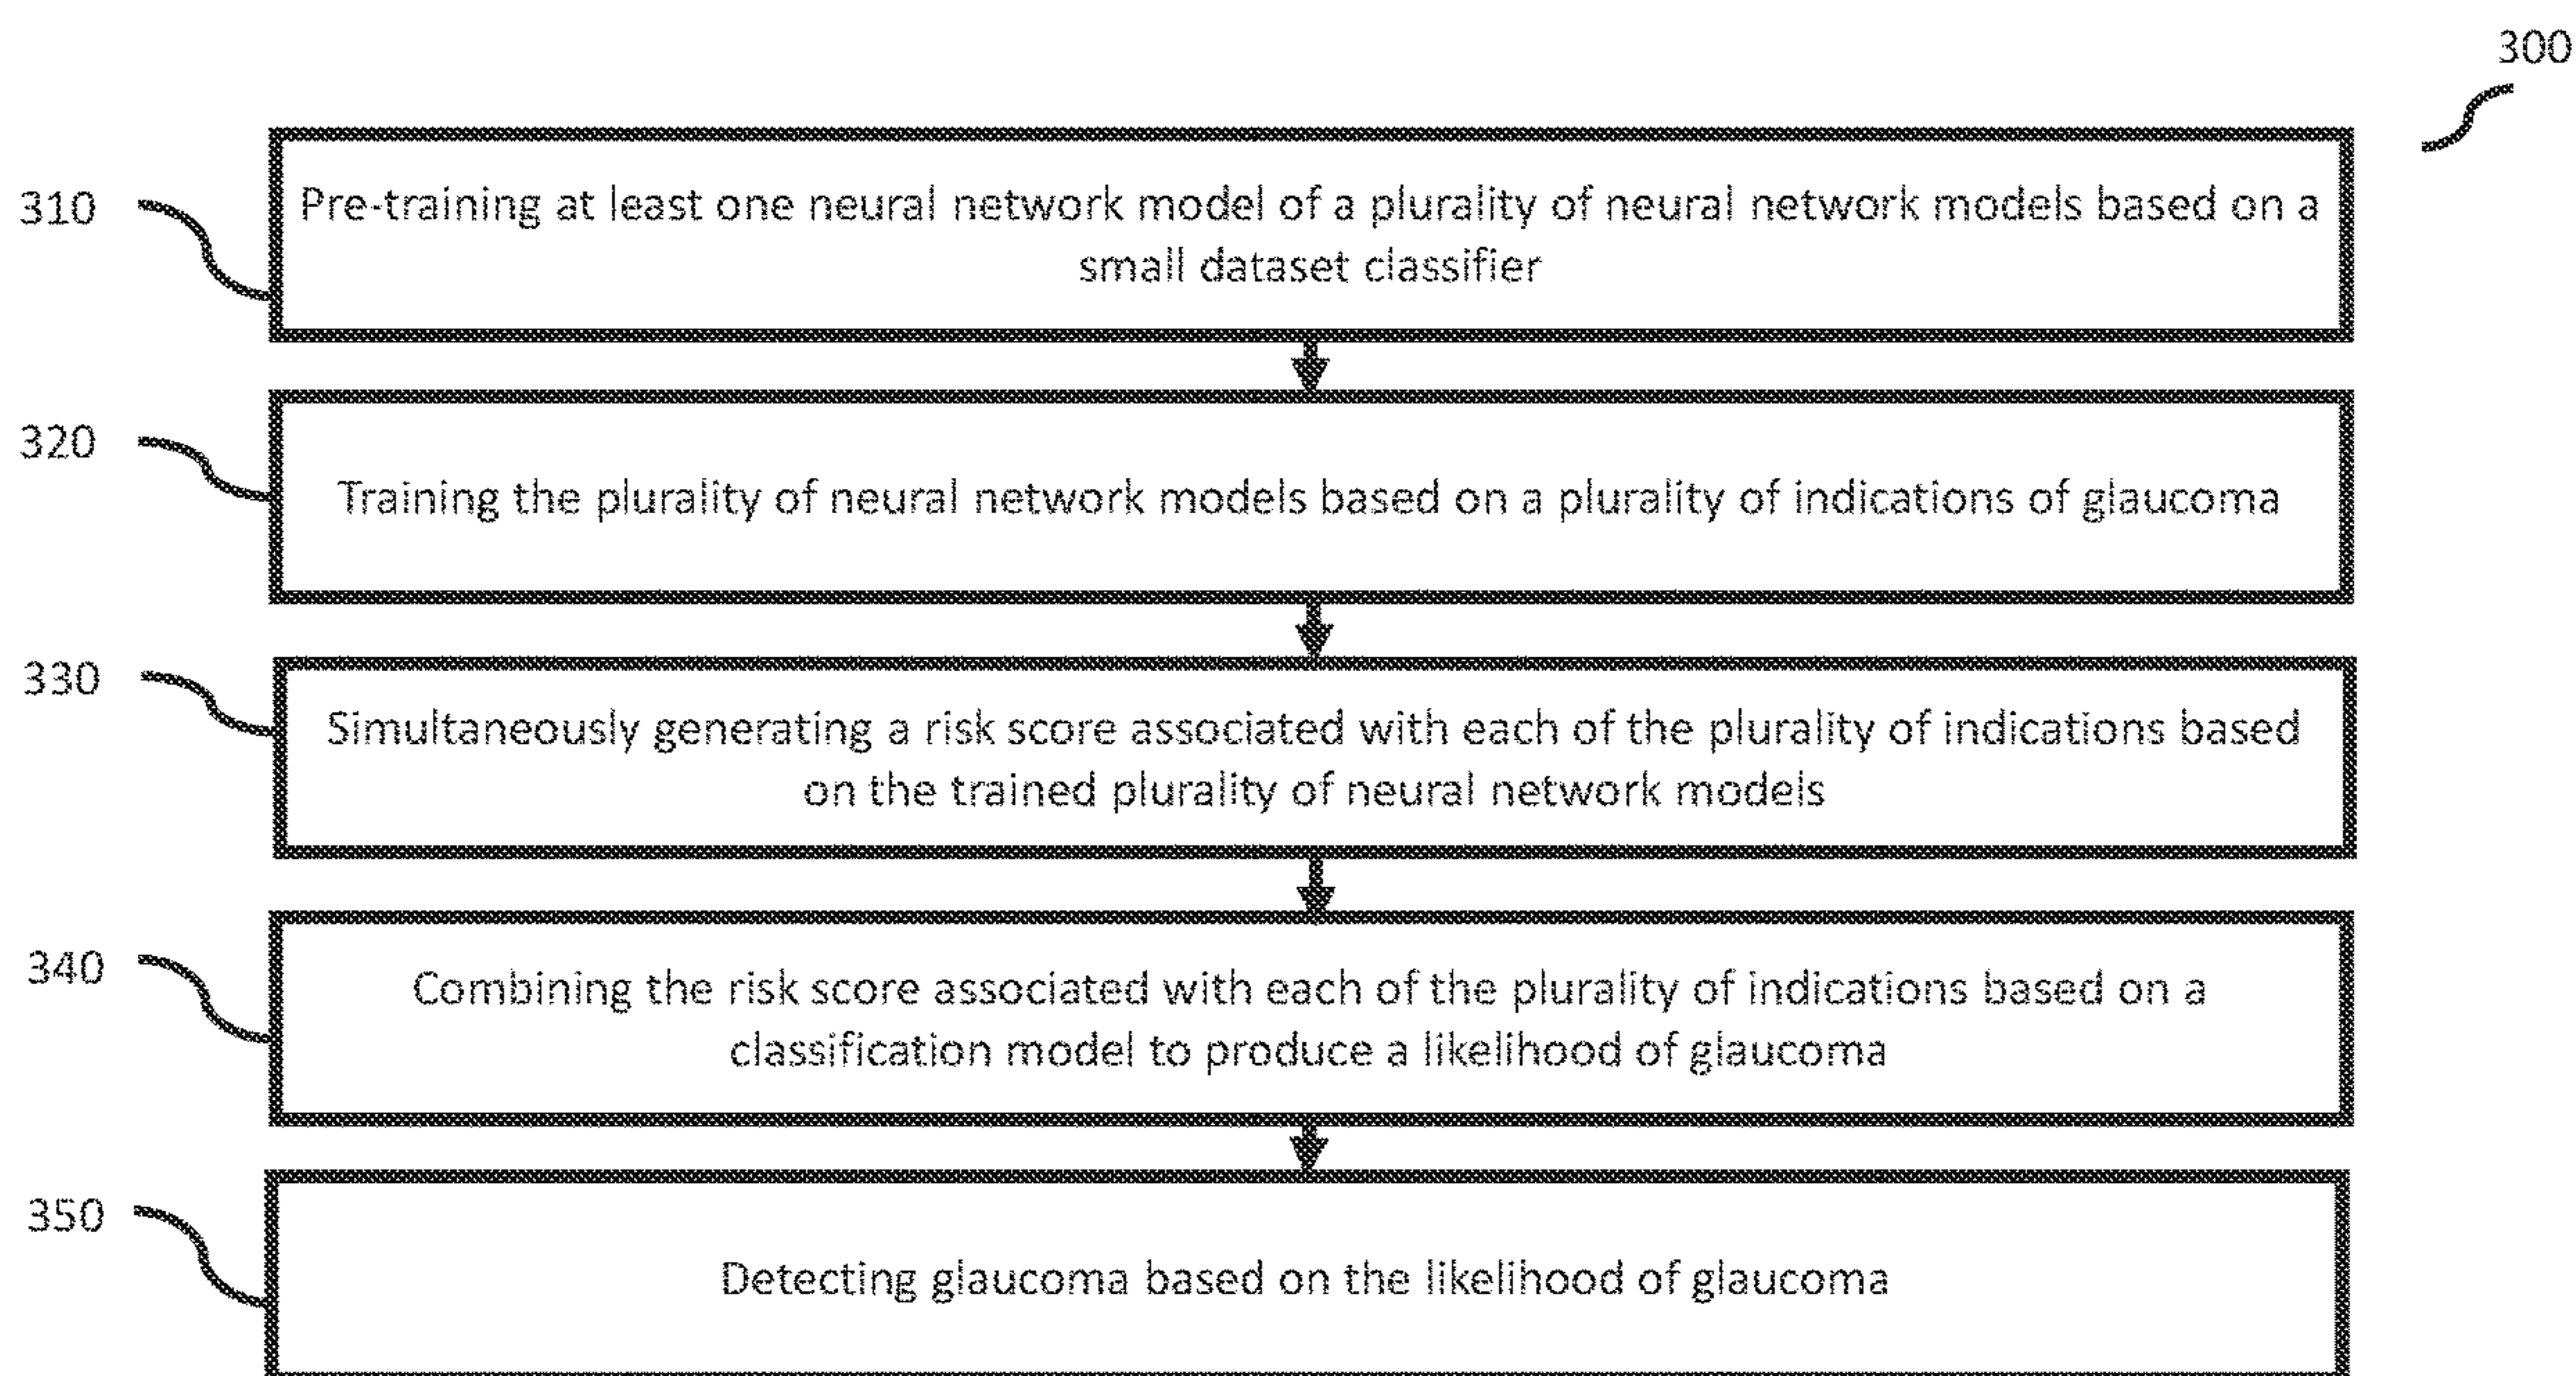 300
310
Pre-training at least one neural network model of a plurality of neural network models based on a
small dataset classifier
320
Training the plurality of neural network models based on a plurality of indications of glaucoma
330
Simultaneously generating a risk score associated with each of the plurality of indications based
on the trained plurality of neural network models
340
Combining the risk score associated with each of the plurality of indications based on a
classification model to produce a likelihood of glaucoma
350
Detecting glaucoma based on the likelihood of glaucoma